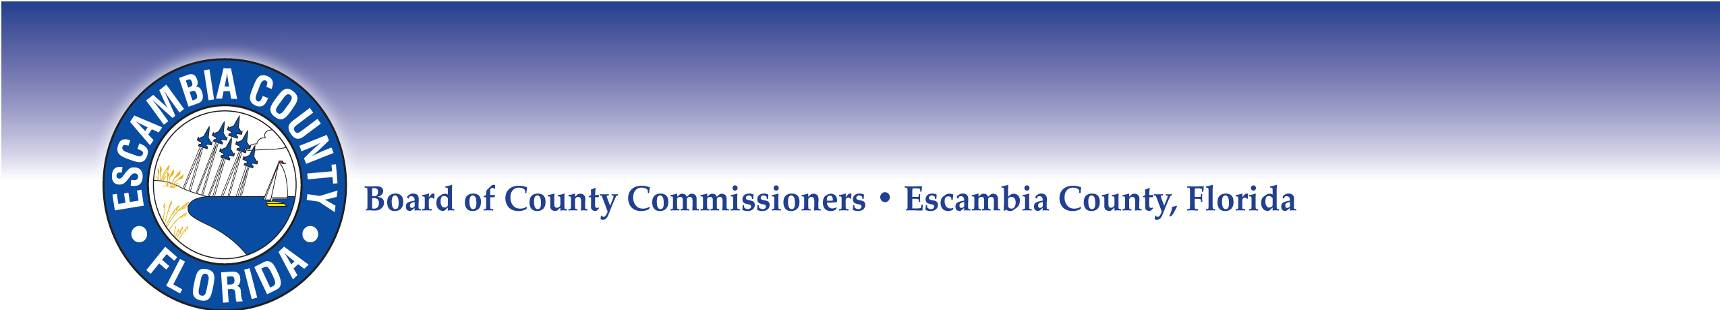 ESCAMBIA COUNTY
FLORIDA
Board of County Commissioners • Escambia County, Florida